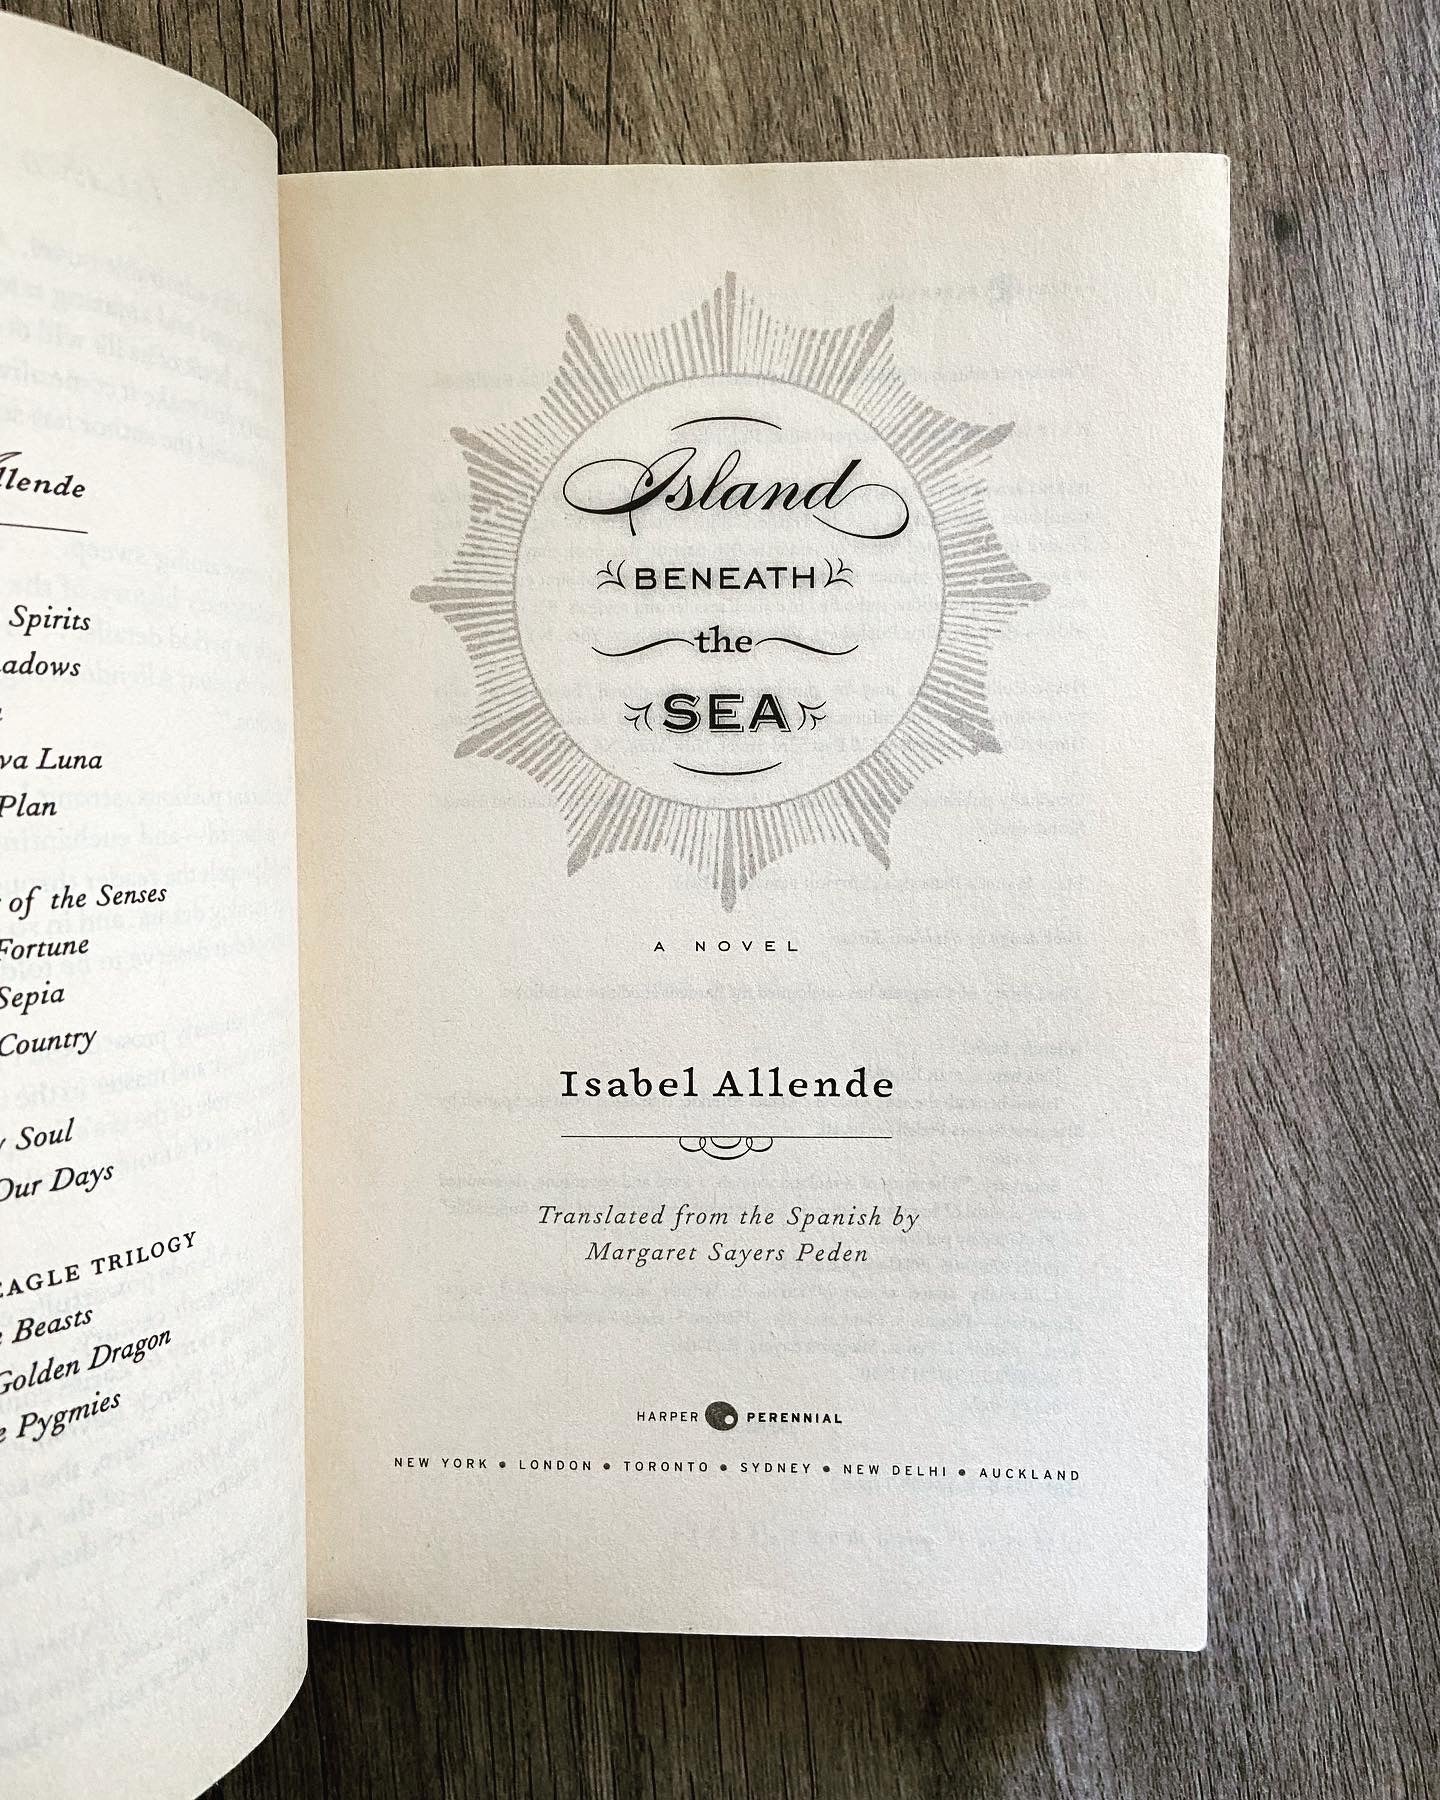 llende
Spirits
adows
va Luna
Plan
of the Senses
Fortune
Sepia
Country
Soul
Our Days
EAGLE TRILOGY
Beasts
Golden Dragon
Pygmies
Island
BENEATH
the
SEA
A NOVEL
Isabel Allende
Translated from the Spanish by
Margaret Sayers Peden
HARPER PERENNIAL
NEW YORK • LONDON • TORONTO • SYDNEY • NEW DELHI • AUCKLAND